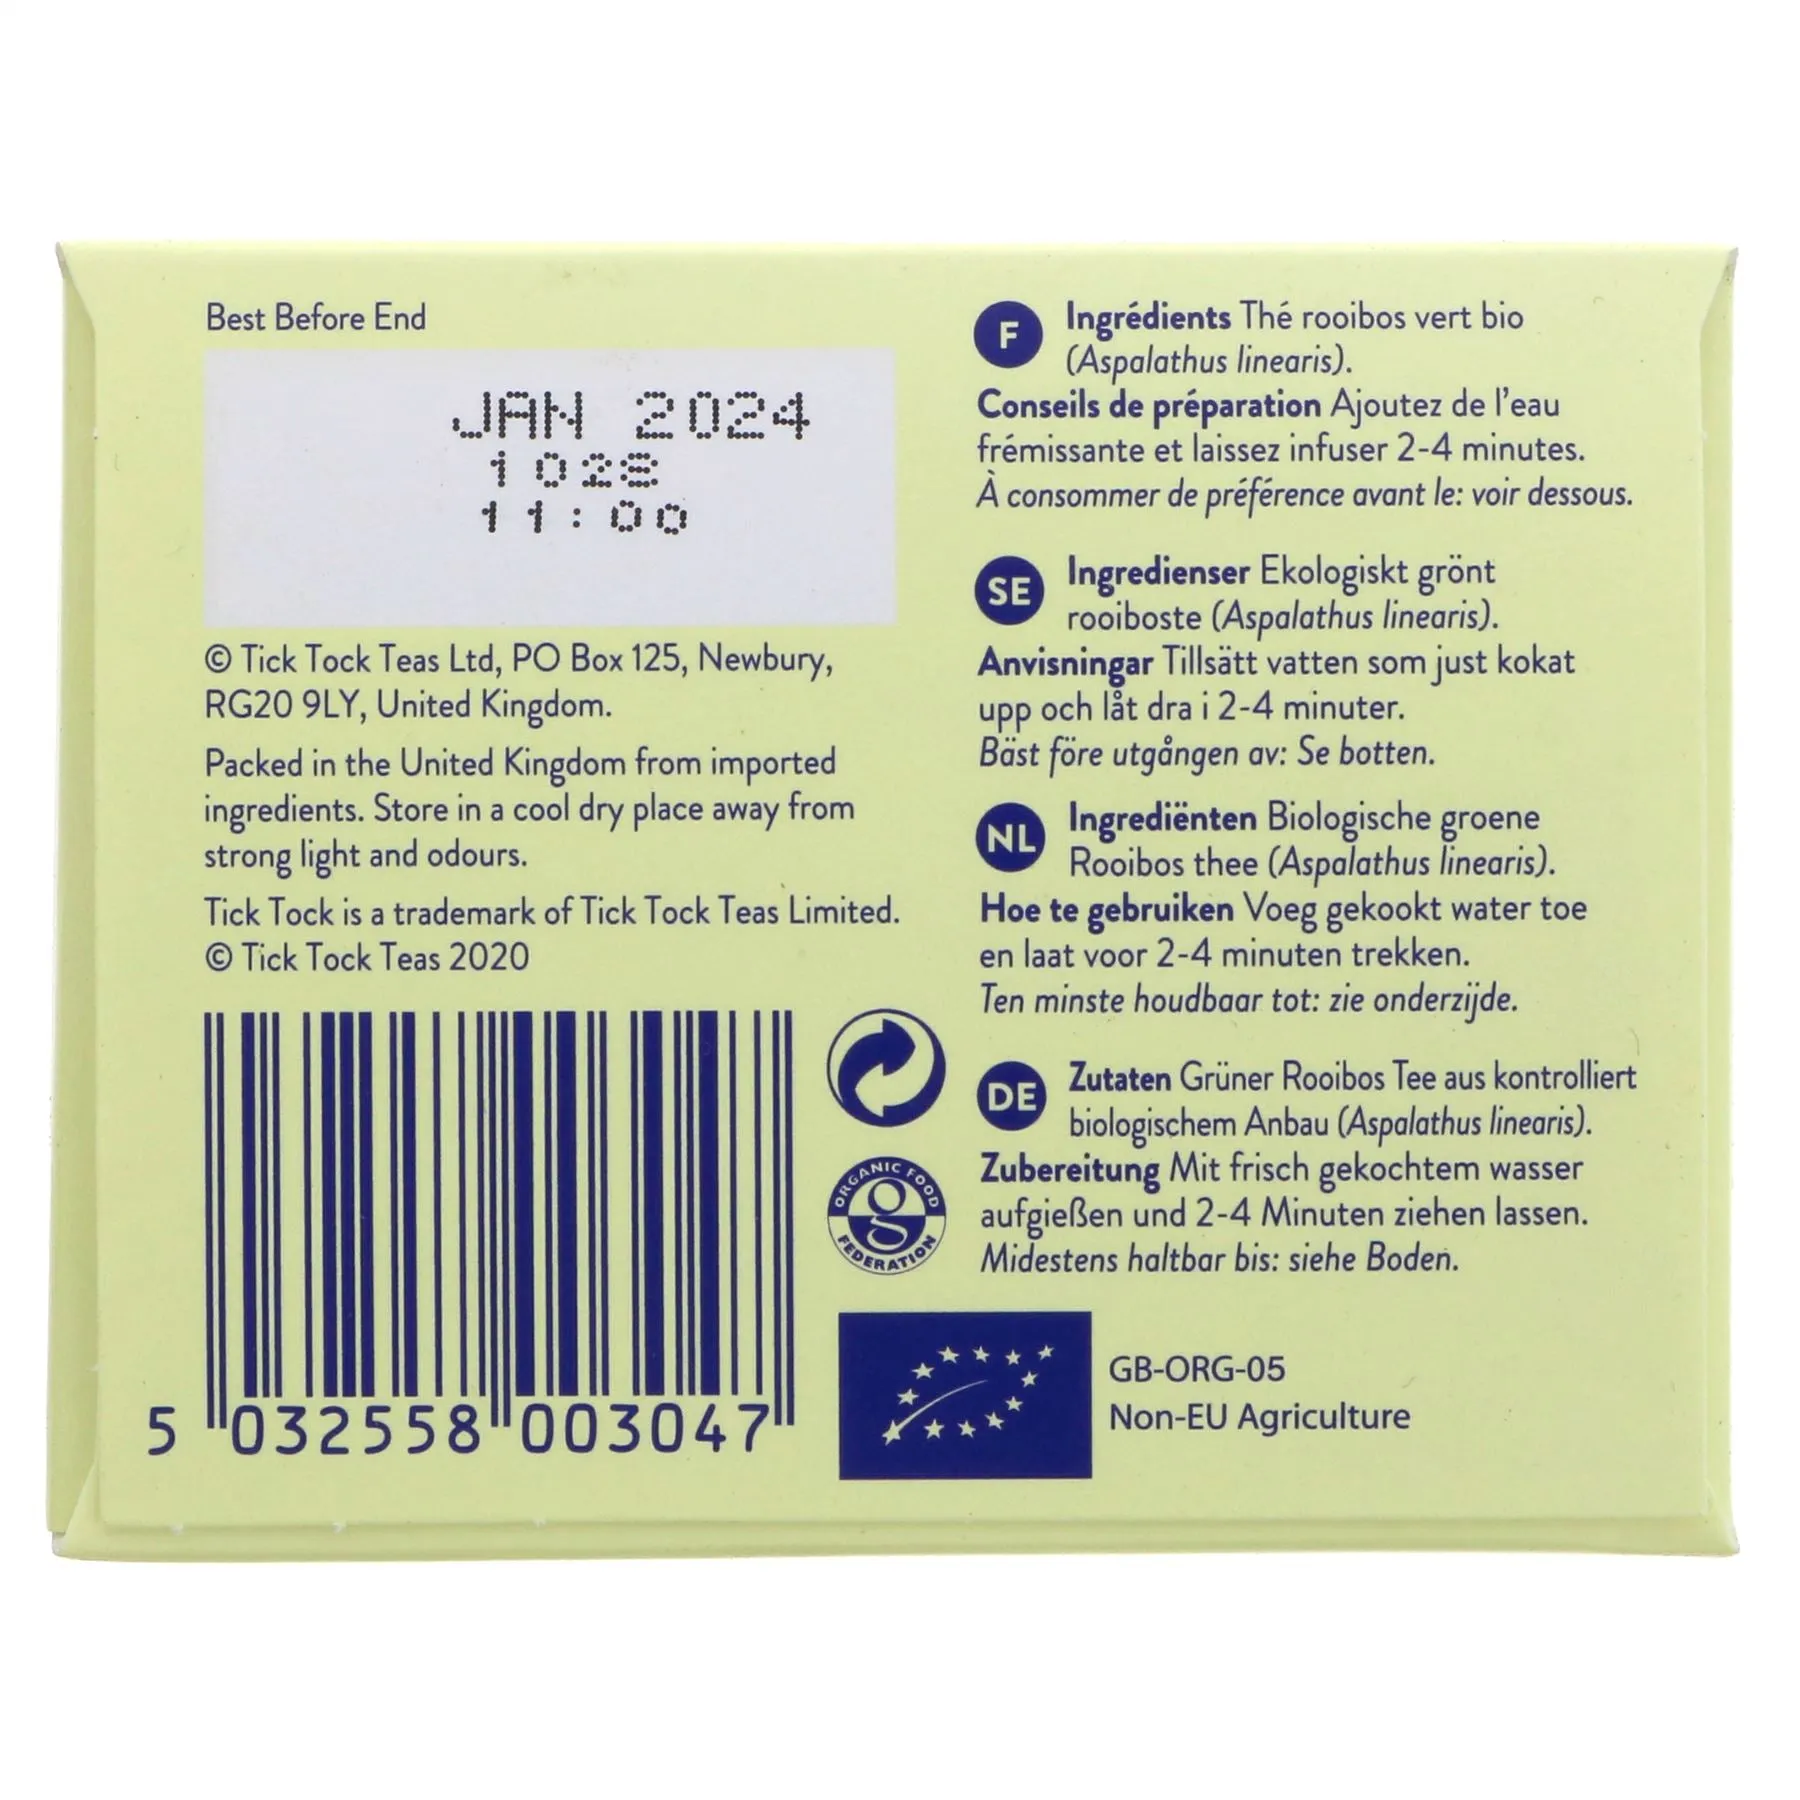 Best Before End
JAN 2024
1028
11:00
© Tick Tock Teas Ltd, PO Box 125, Newbury,
RG20 9LY, United Kingdom.
Packed in the United Kingdom from imported
ingredients. Store in a cool dry place away from
strong light and odours.
Tick Tock is a trademark of Tick Tock Teas Limited.
© Tick Tock Teas 2020
5 032558 003047
ORGANIC FOOD
FEDERATION
F Ingrédients Thé rooibos vert bio
(Aspalathus linearis).
Conseils de préparation Ajoutez de l'eau
frémissante et laissez infuser 2-4 minutes.
À consommer de préférence avant le: voir dessous.
SE Ingredienser Ekologiskt grönt
rooiboste (Aspalathus linearis).
Anvisningar Tillsätt vatten som just kokat
upp och låt dra i 2-4 minuter.
Bäst före utgången av: Se botten.
NL Ingrediënten Biologische groene
Rooibos thee (Aspalathus linearis).
Hoe te gebruiken Voeg gekookt water toe
en laat voor 2-4 minuten trekken.
Ten minste houdbaar tot: zie onderzijde.
DE Zutaten Grüner Rooibos Tee aus kontrolliert
biologischem Anbau (Aspalathus linearis).
Zubereitung Mit frisch gekochtem wasser
aufgießen und 2-4 Minuten ziehen lassen.
Midestens haltbar bis: siehe Boden.
GB-ORG-05
Non-EU Agriculture